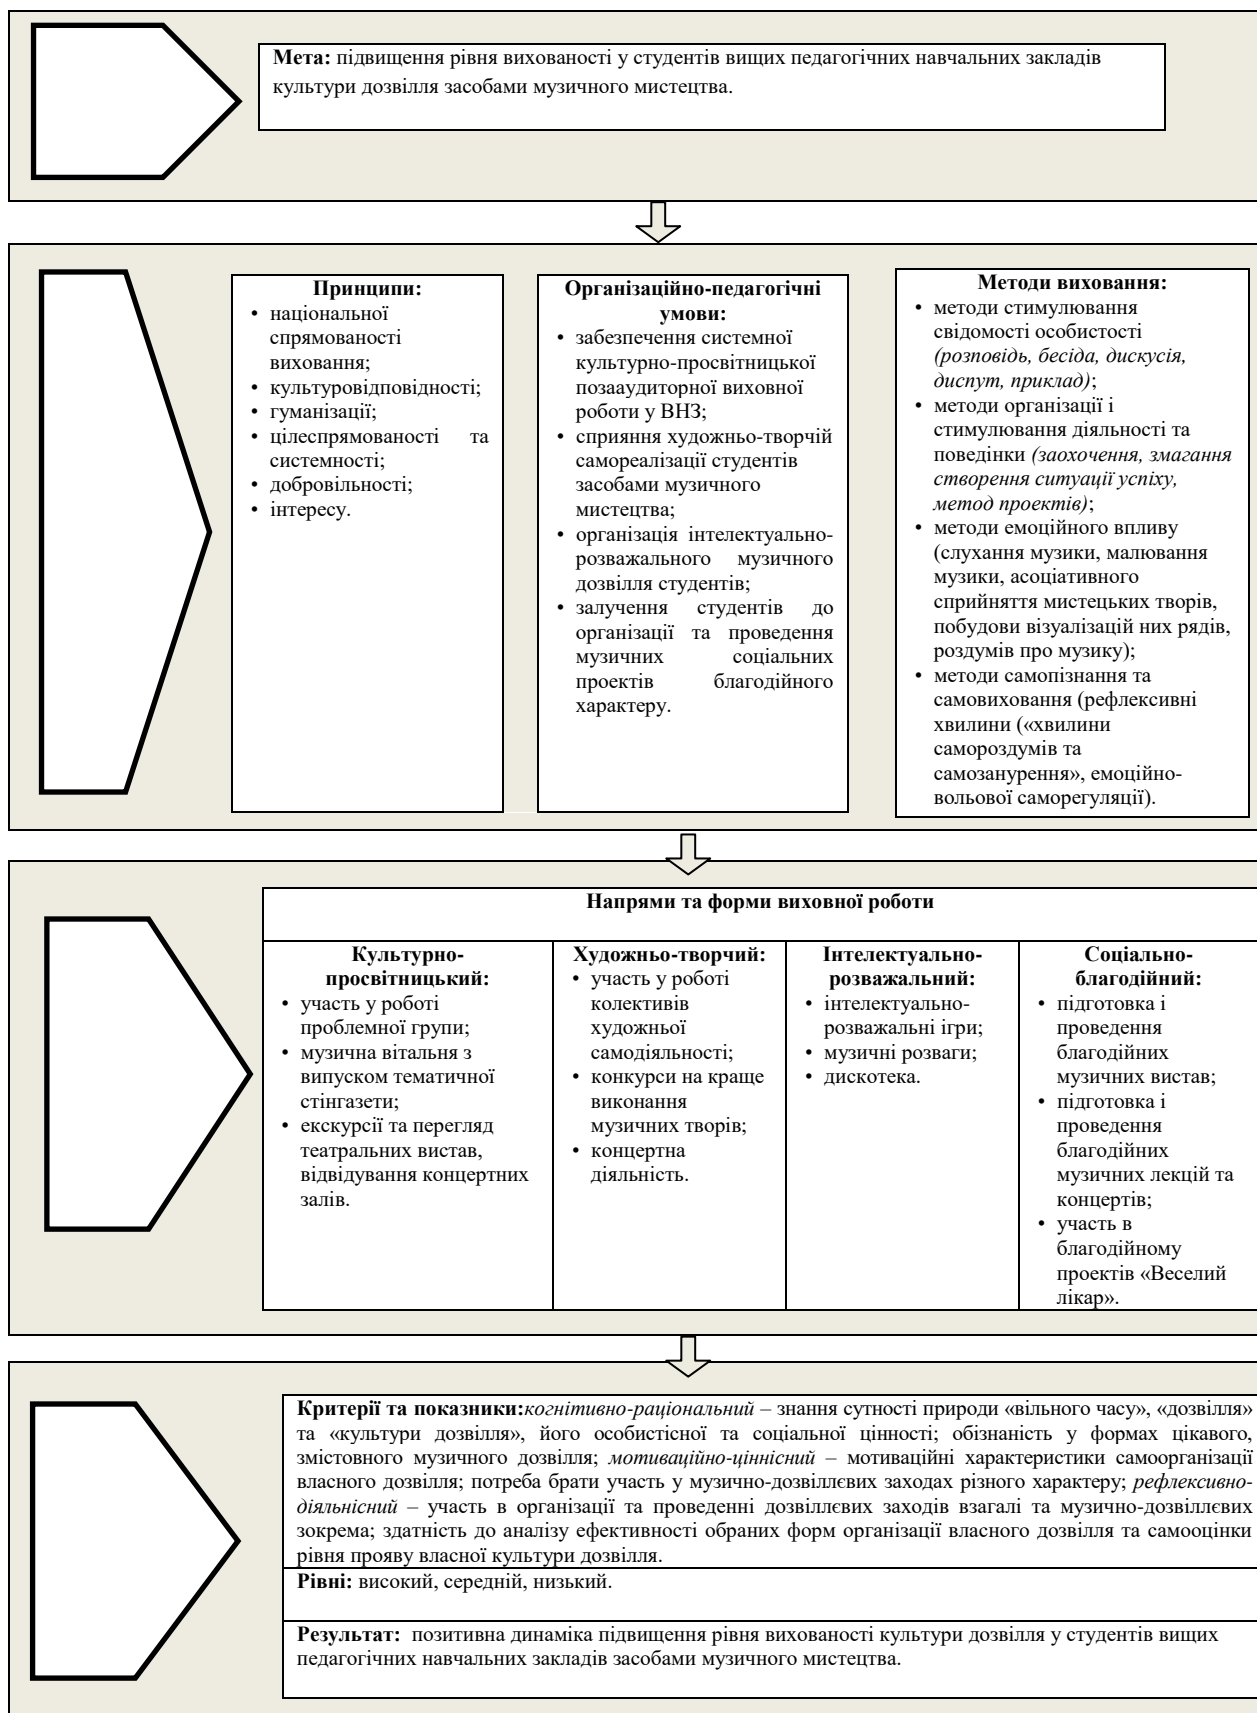 Мета: підвищення рівня вихованості у студентів вищих педагогічних навчальних закладів
культури дозвілля засобами музичного мистецтва.
Принципи:
• національної
спрямованості
виховання;
• культуровідповідності;
• гуманізації;
• цілеспрямованості та
системності;
• добровільності;
• інтересу.
Організаційно-педагогічні
умови:
• забезпечення системної
культурно-просвітницької
позааудиторної виховної
роботи у ВНЗ;
• сприяння художньо-творчій
самореалізації студентів
засобами музичного
мистецтва;
• організація інтелектуально-
розважального музичного
дозвілля студентів;
• залучення студентів до
організації та проведення
музичних соціальних
проектів благодійного
характеру.
Методи виховання:
• методи стимулювання
свідомості особистості
(розповідь, бесіда, дискусія,
диспут, приклад);
• методи організації і
стимулювання діяльності та
поведінки (заохочення, змагання
створення ситуації успіху,
метод проектів);
• методи емоційного впливу
(слухання музики, малювання
музики, асоціативного
сприйняття мистецьких творів,
побудови візуалізацій них рядів,
роздумів про музику);
• методи самопізнання та
самовиховання (рефлексивні
хвилини («хвилини
самороздумів та
самозанурення», емоційно-
вольової саморегуляції).
Напрями та форми виховної роботи
Культурно-
просвітницький:
• участь у роботі
проблемної групи;
• музична вітальня з
випуском тематичної
стінгазети;
• екскурсії та перегляд
театральних вистав,
відвідування концертних
залів.
Художньо-творчий:
• участь у роботі
колективів
художньої
самодіяльності;
• конкурси на краще
виконання
музичних творів;
• концертна
діяльність.
Інтелектуально-
розважальний:
• інтелектуально-
розважальні ігри;
• музичні розваги;
• дискотека.
Соціально-
благодійний:
• підготовка і
проведення
благодійних
музичних вистав;
• підготовка і
проведення
благодійних
музичних лекцій та
концертів;
• участь в
благодійному
проектів «Веселий
лікар».
Критерії та показники:когнітивно-раціональний – знання сутності природи «вільного часу», «дозвілля»
та «культури дозвілля», його особистісної та соціальної цінності; обізнаність у формах цікавого,
змістовного музичного дозвілля; мотиваційно-ціннісний – мотиваційні характеристики самоорганізації
власного дозвілля; потреба брати участь у музично-дозвіллєвих заходах різного характеру; рефлексивно-
діяльнісний – участь в організації та проведенні дозвіллєвих заходів взагалі та музично-дозвіллєвих
зокрема; здатність до аналізу ефективності обраних форм організації власного дозвілля та самооцінки
рівня прояву власної культури дозвілля.
Рівні: високий, середній, низький.
Результат: позитивна динаміка підвищення рівня вихованості культури дозвілля у студентів вищих
педагогічних навчальних закладів засобами музичного мистецтва.